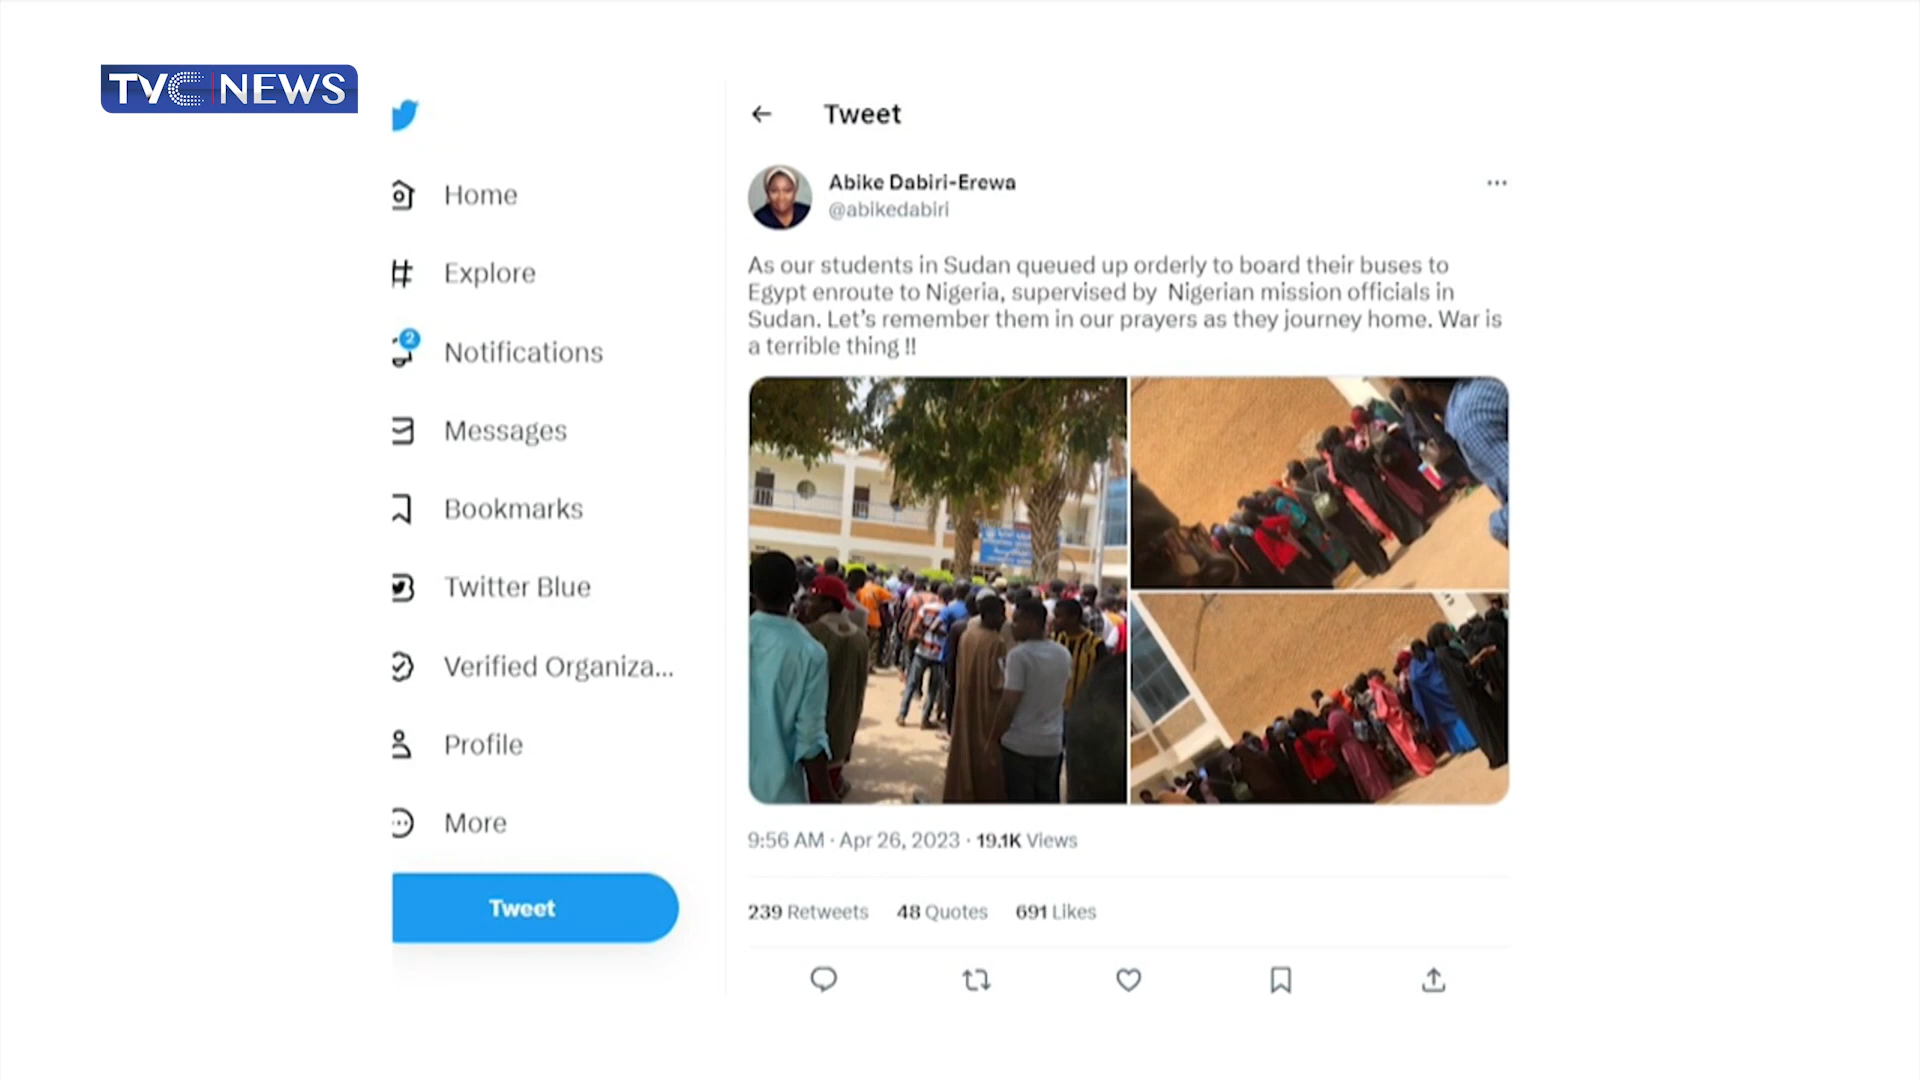 TVC NEWS
Home
Explore
2
Notifications
Messages
Bookmarks
Twitter Blue
Verified Organiza...
Profile
More
Tweet
Tweet
Abike Dabiri-Erewa
@abikedabiri
As our students in Sudan queued up orderly to board their buses to
Egypt enroute to Nigeria, supervised by Nigerian mission officials in
Sudan. Let's remember them in our prayers as they journey home. War is
a terrible thing !!
9:56 AM · Apr 26, 2023 · 19.1K Views
239 Retweets 48 Quotes 691 Likes